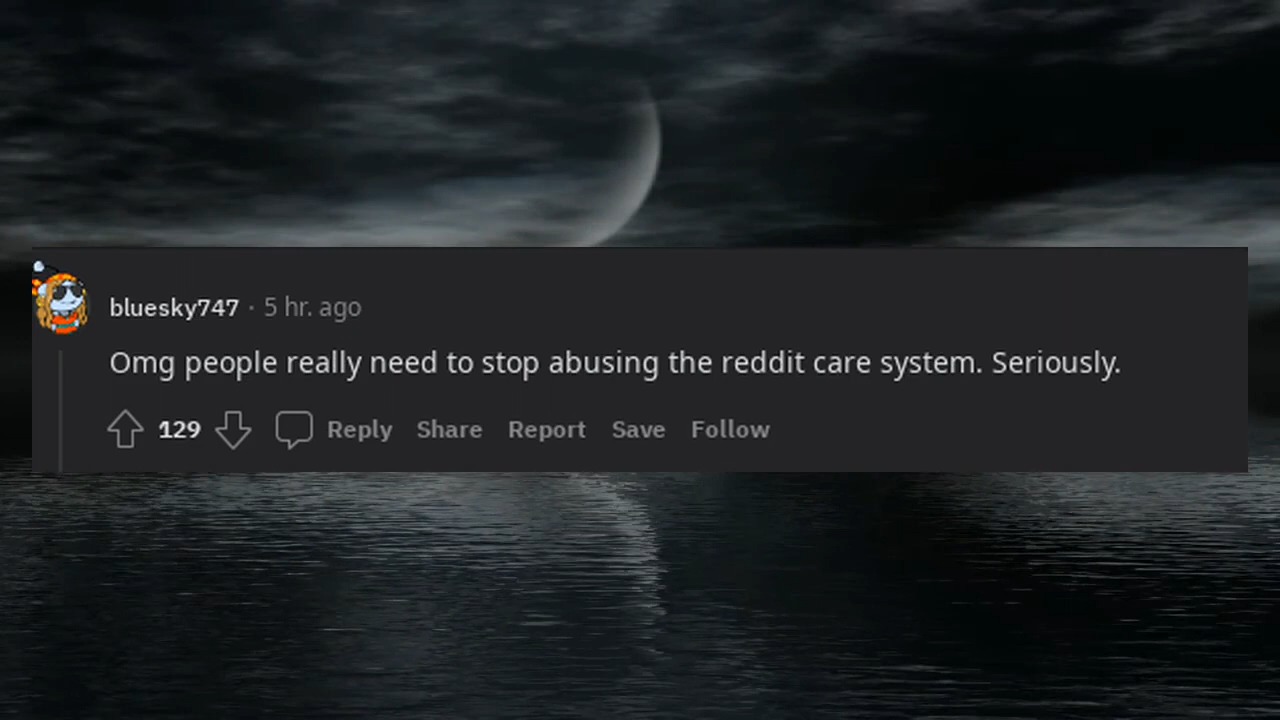 bluesky747 · 5 hr. ago
Omg people really need to stop abusing the reddit care system. Seriously.
129 Reply Share Report Save Follow